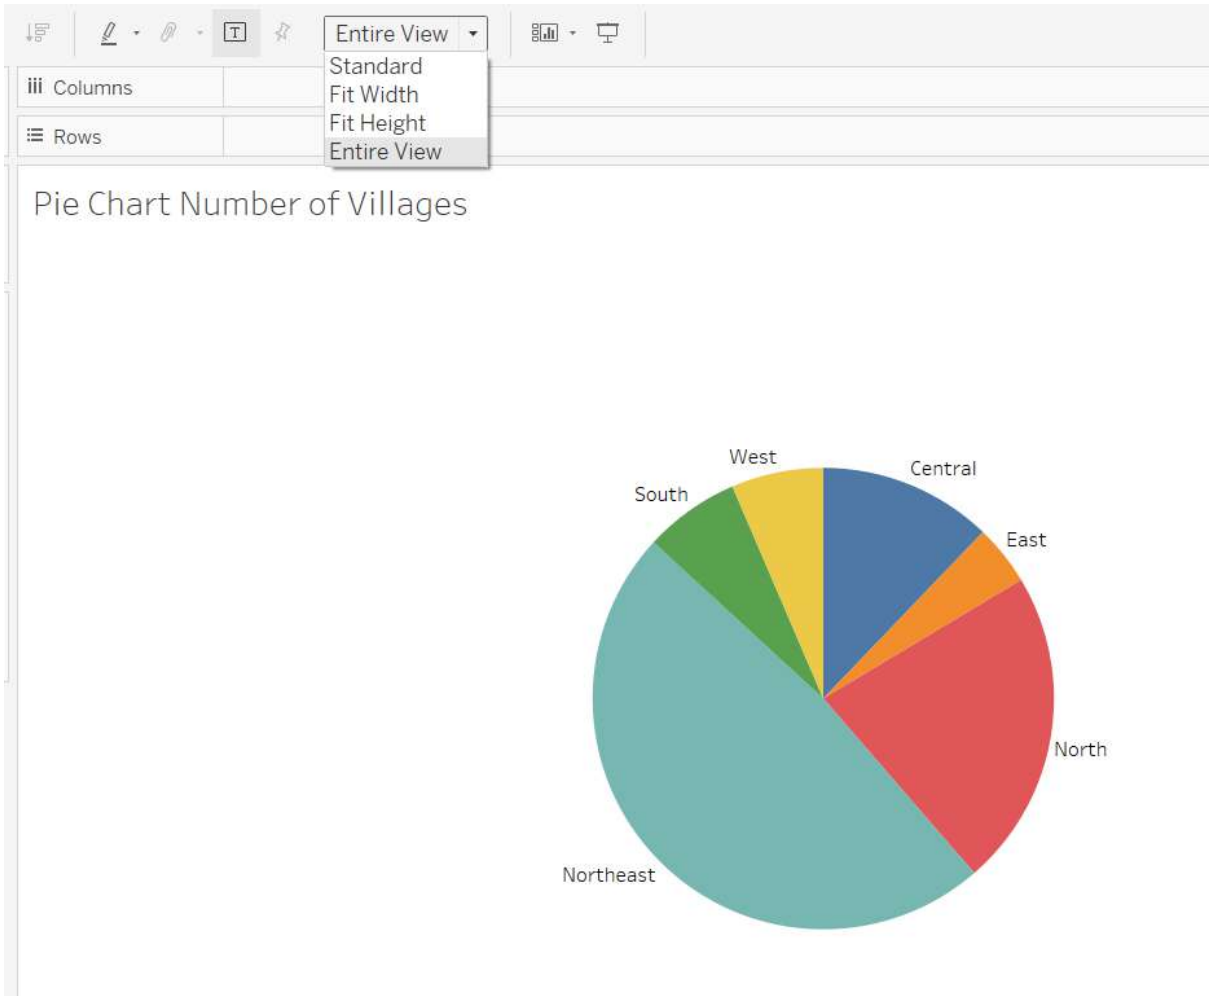 T
Entire View
Standard
Fit Width
Fit Height
Entire View
iii Columns
Rows
Pie Chart Number of Villages
West
Central
South
East
North
Northeast